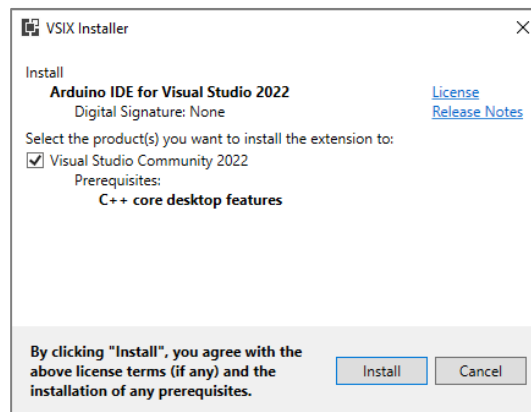 VSIX Installer
Install
Arduino IDE for Visual Studio 2022
License
Digital Signature: None
Release Notes
Select the product(s) you want to install the extension to:
Visual Studio Community 2022
Prerequisites:
C++ core desktop features
By clicking "Install", you agree with the
above license terms (if any) and the
installation of any prerequisites.
Install
Cancel